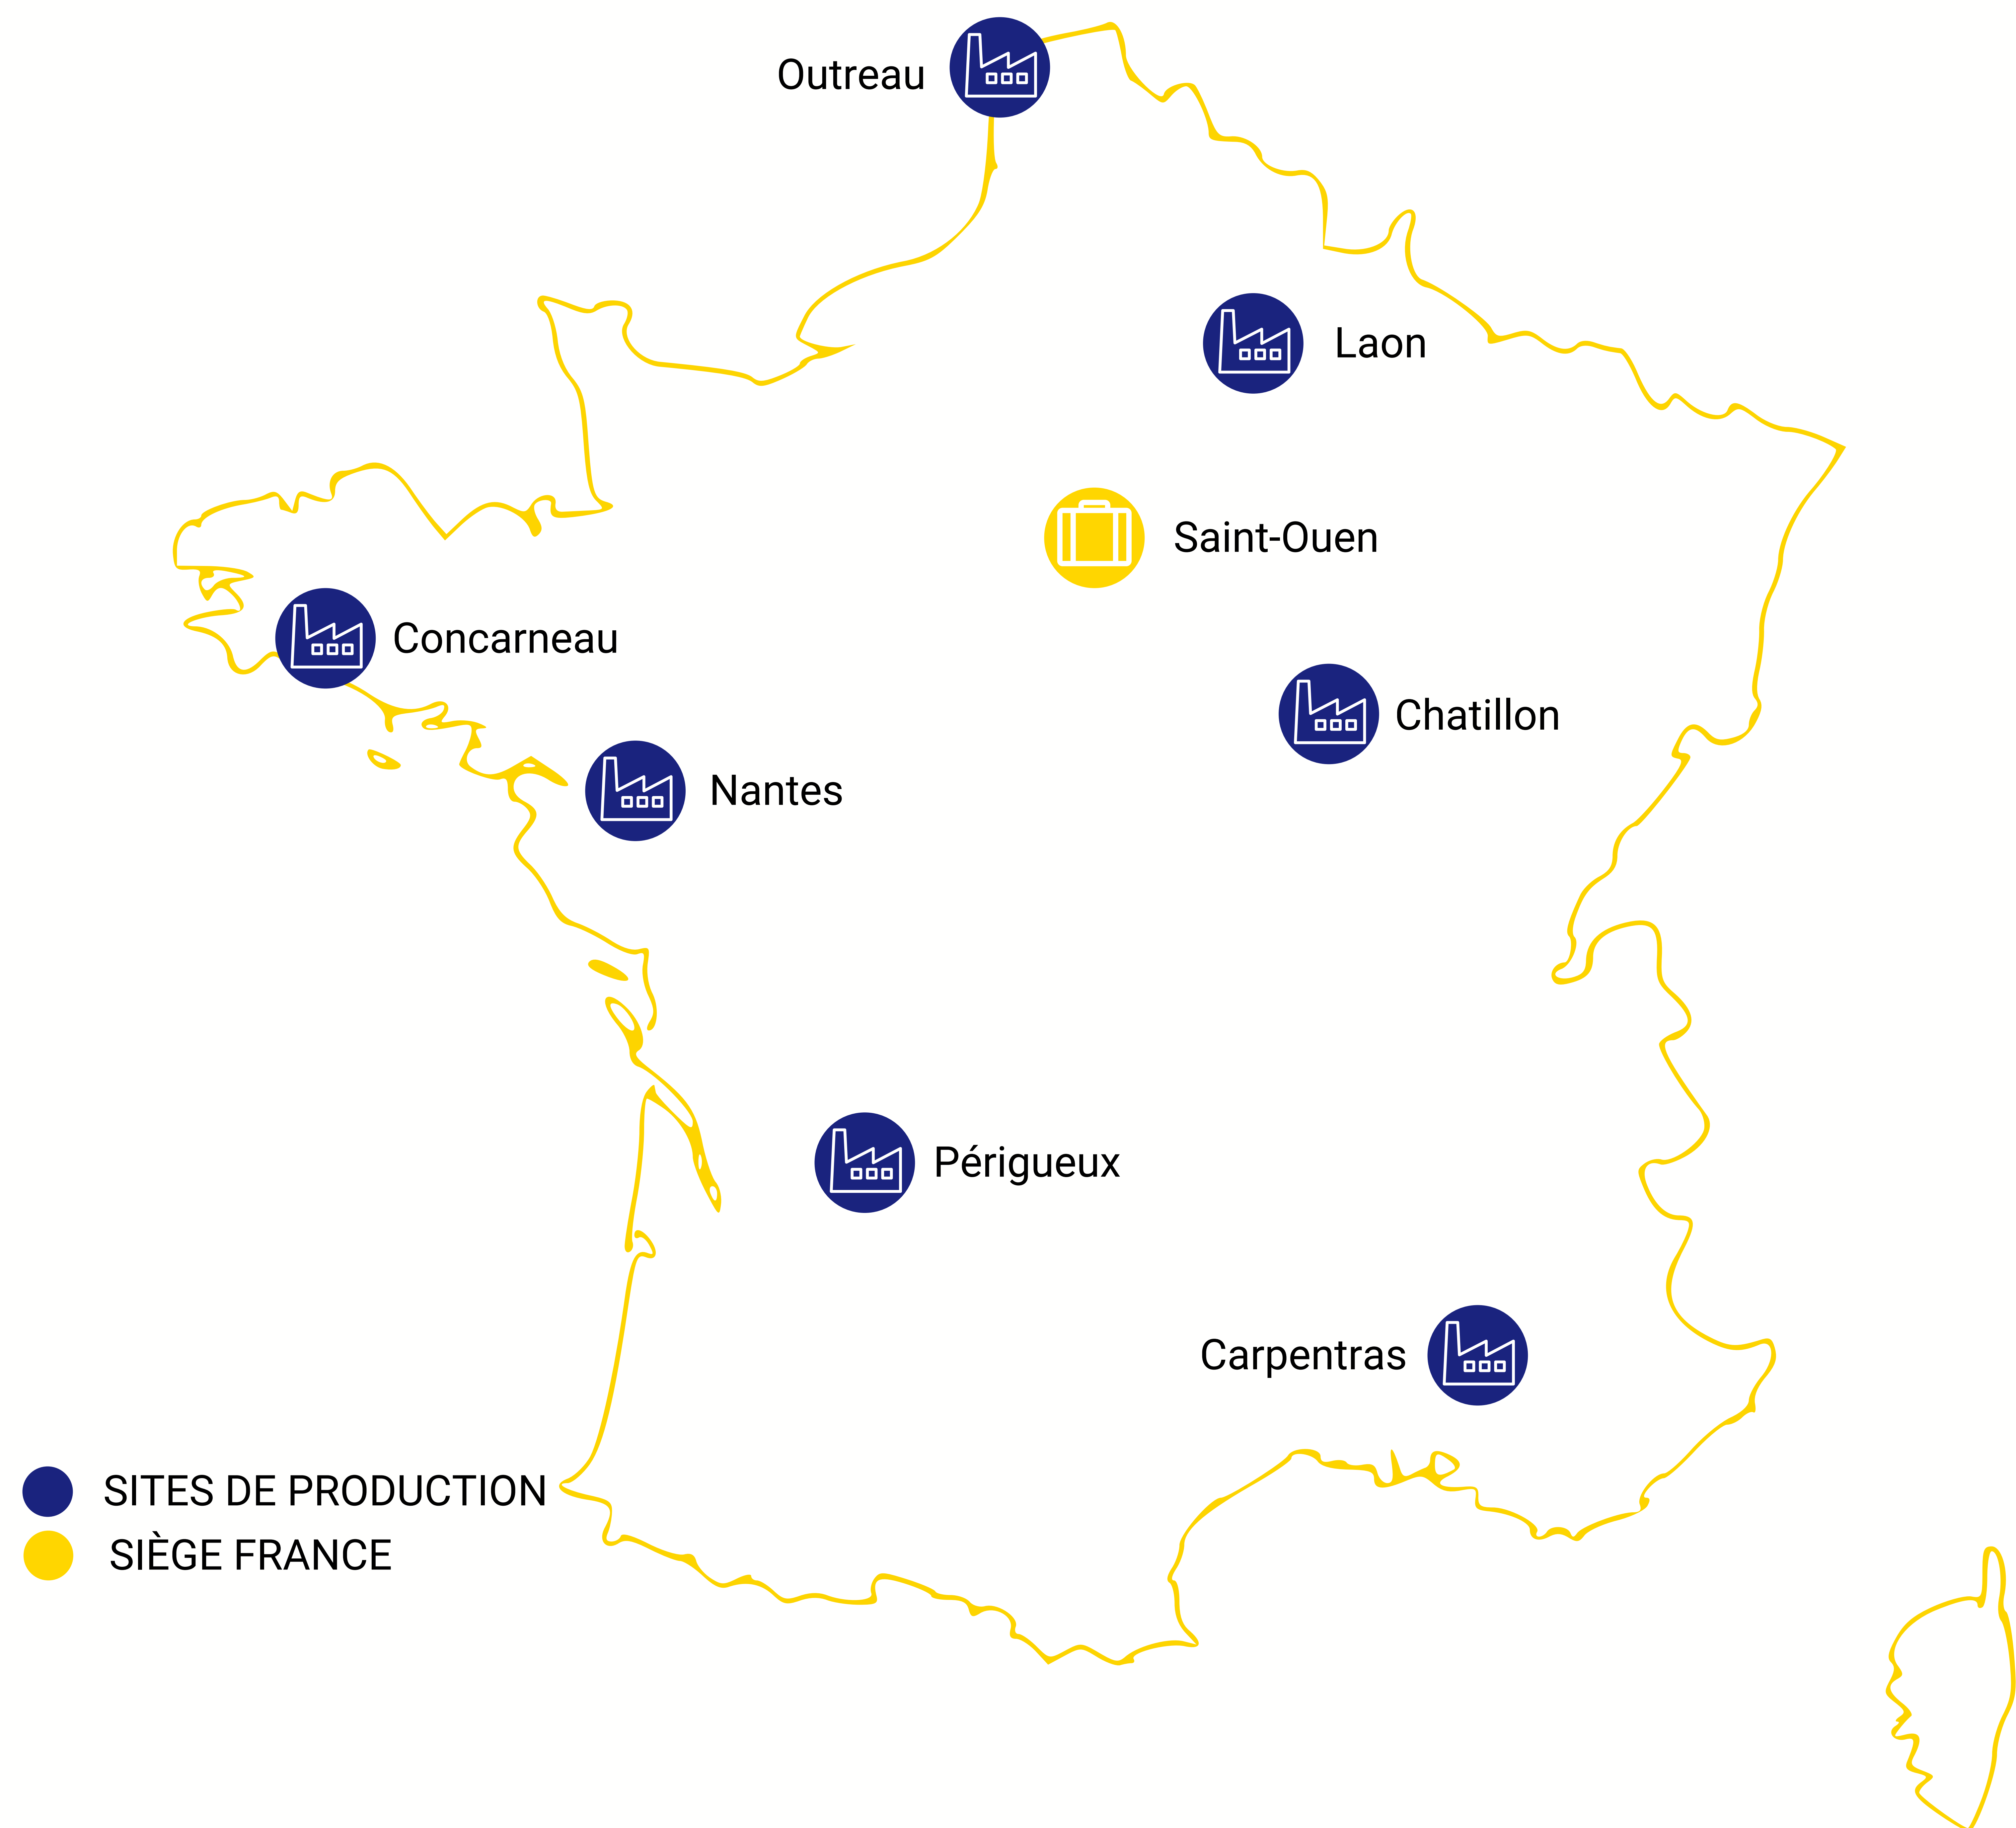 Outreau
Laon
Saint-Ouen
Concarneau
Chatillon
Nantes
Périgueux
Carpentras
SITES DE PRODUCTION
SIÈGE FRANCE